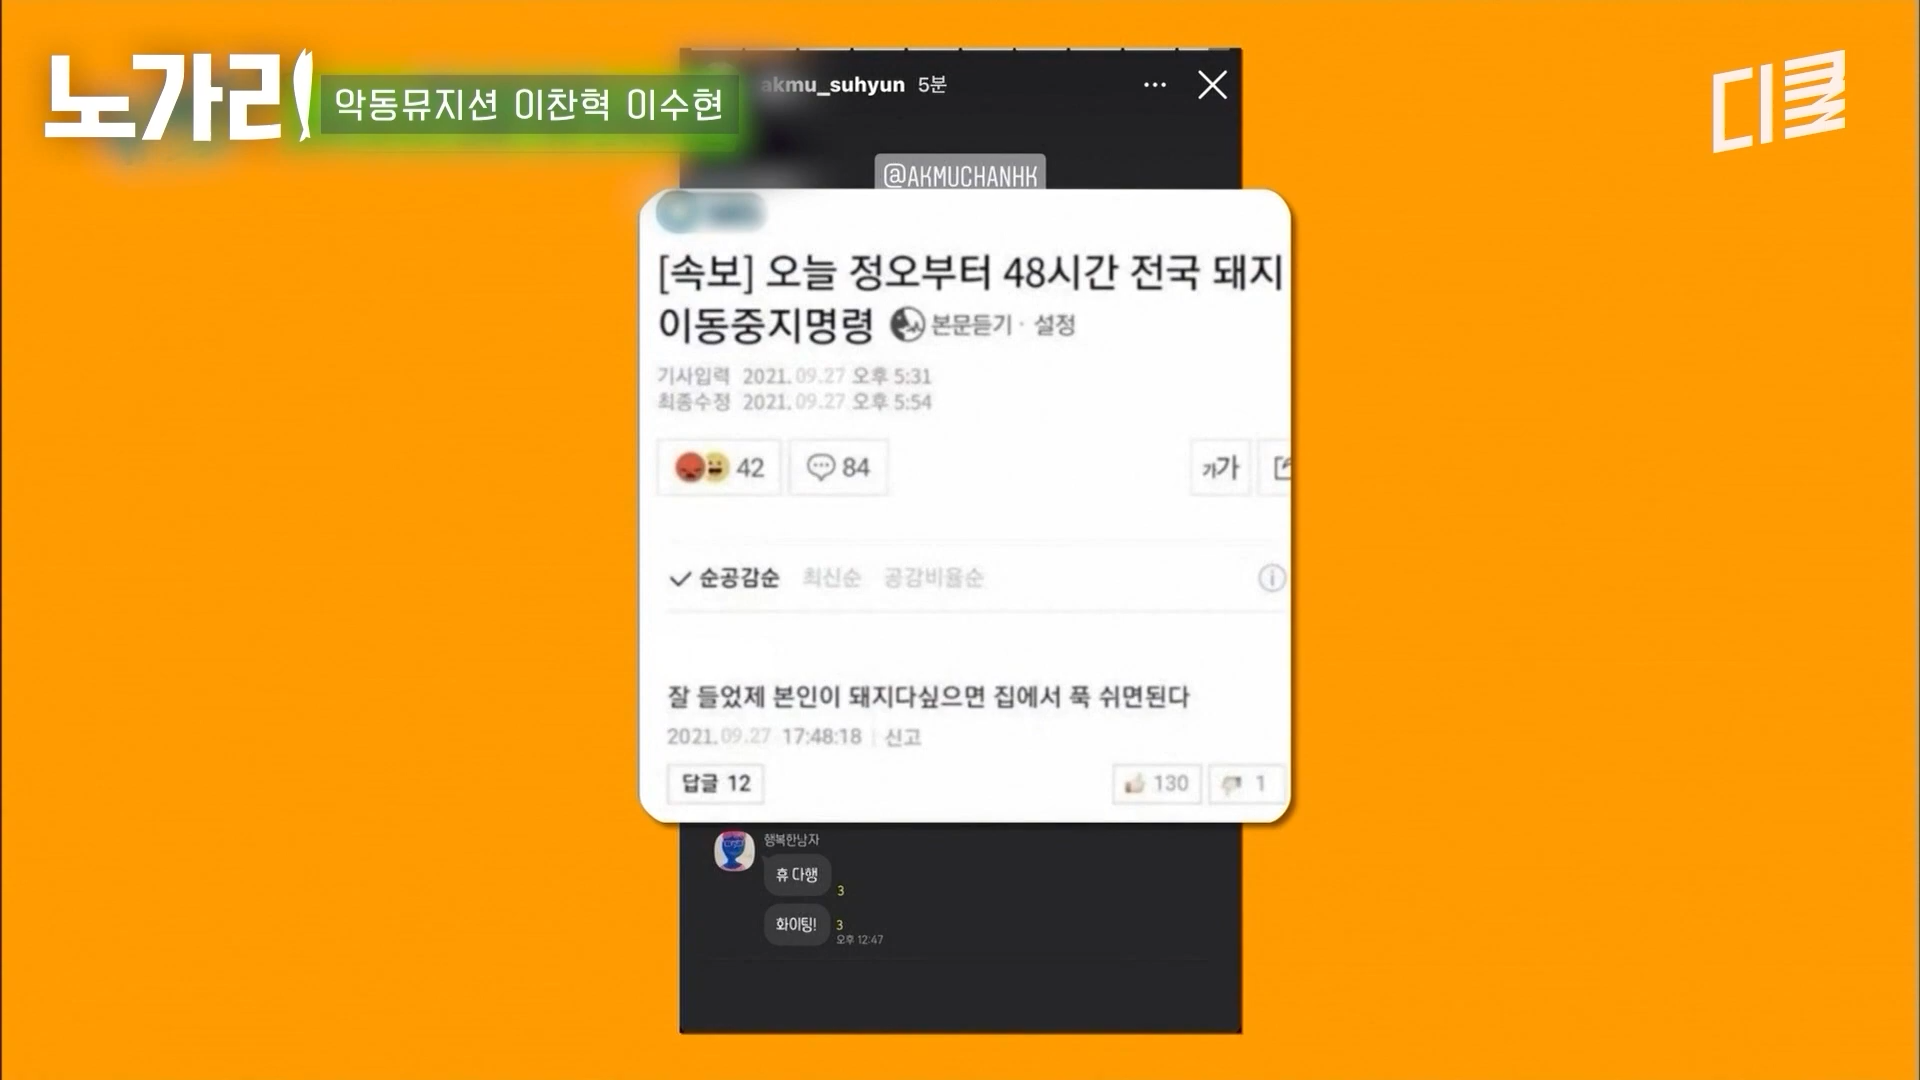 노가리
악동뮤지션 이찬혁 이수현
디클
akmu_suhyun 5분
@AKMUCHANHK
[속보] 오늘 정오부터 48시간 전국 돼지
이동중지명령 본문듣기 · 설정
기사입력 2021.09.27 오후 5:31
최종수정 2021.09.27 오후 5:54
42 84 가가
순공감순 최신순 공감비율순
잘 들었제 본인이 돼지다싶으면 집에서 푹 쉬면된다
2021.09.27 17:48:18 신고
답글 12 130 1
행복한남자
휴 다행 3
화이팅! 3
오후 12:47